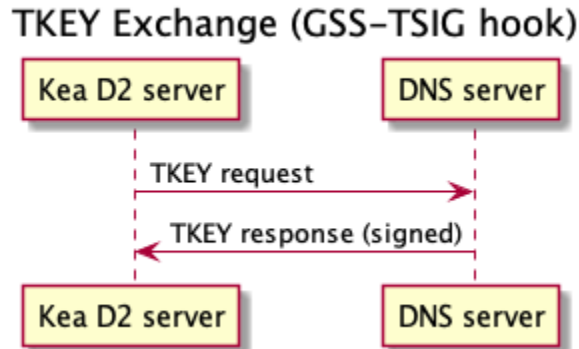 TKEY Exchange (GSS-TSIG hook)
Kea D2 server
DNS server
TKEY request
TKEY response (signed)
Kea D2 server
DNS server